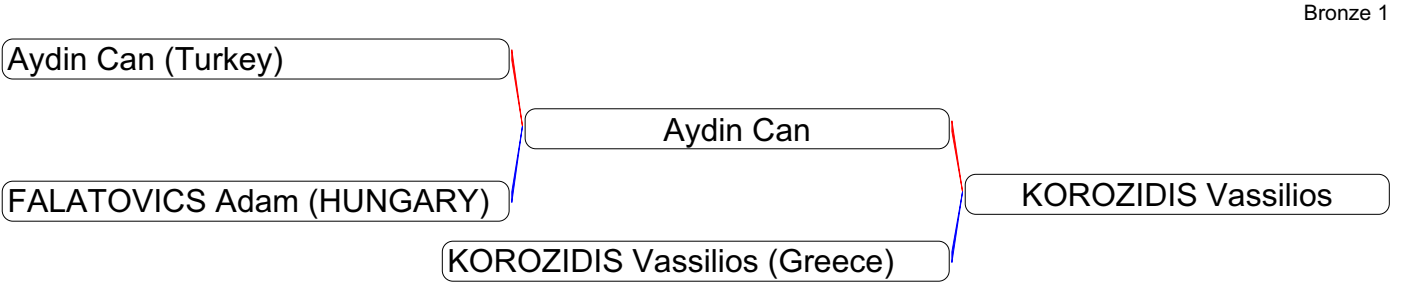 Bronze 1
Aydin Can (Turkey)
Aydin Can
FALATOVICS Adam (HUNGARY)
KOROZIDIS Vassilios
KOROZIDIS Vassilios (Greece)